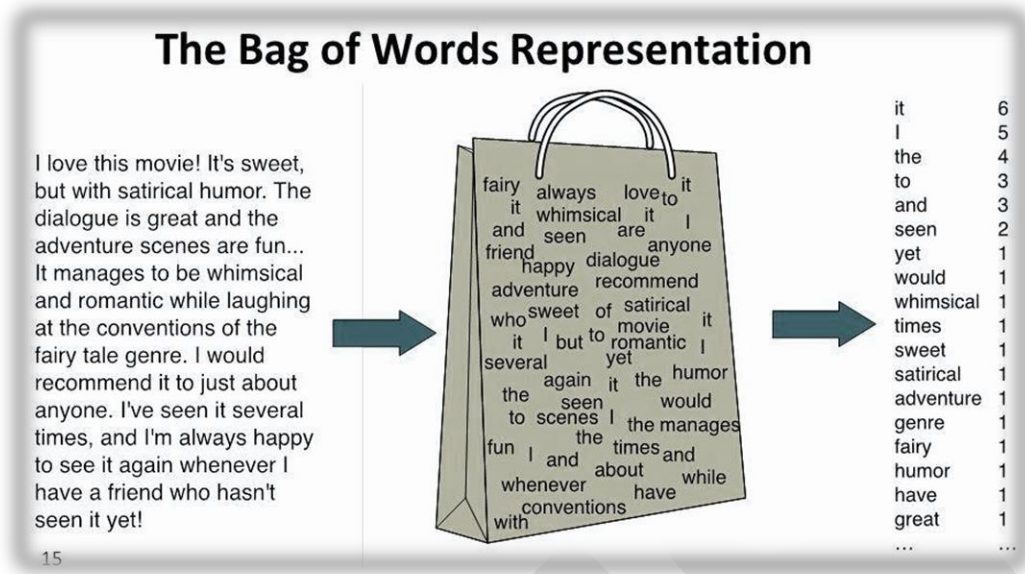 The Bag of Words Representation
I love this movie! It's sweet,
but with satirical humor. The
dialogue is great and the
adventure scenes are fun...
It manages to be whimsical
and romantic while laughing
at the conventions of the
fairy tale genre. I would
recommend it to just about
anyone. I've seen it several
times, and I'm always happy
to see it again whenever I
have a friend who hasn't
seen it yet!
15
fairy always love to it
it whimsical it I
and seen are anyone
friend happy dialogue
adventure recommend
who sweet of satirical
it I but to movie it
romantic I
several yet
again it the humor
the seen would
to scenes I the manages
fun I and the times and
whenever about while
have
conventions
with
it 6
I 5
the 4
to 3
and 3
seen 2
yet 1
would 1
whimsical 1
times 1
sweet 1
satirical 1
adventure 1
genre 1
fairy 1
humor 1
have 1
great 1
... ...